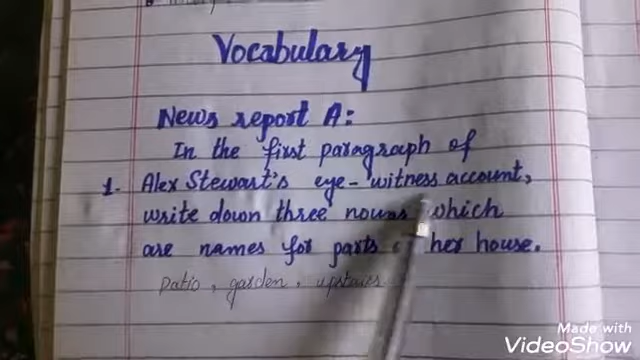 Vocabulary
News report A:
In the first paragraph of
1. Alex Stewart's eye-witness account,
write down three nouns which
are names for parts her house.
patio, garden, upstairs
Made with
VideoShow